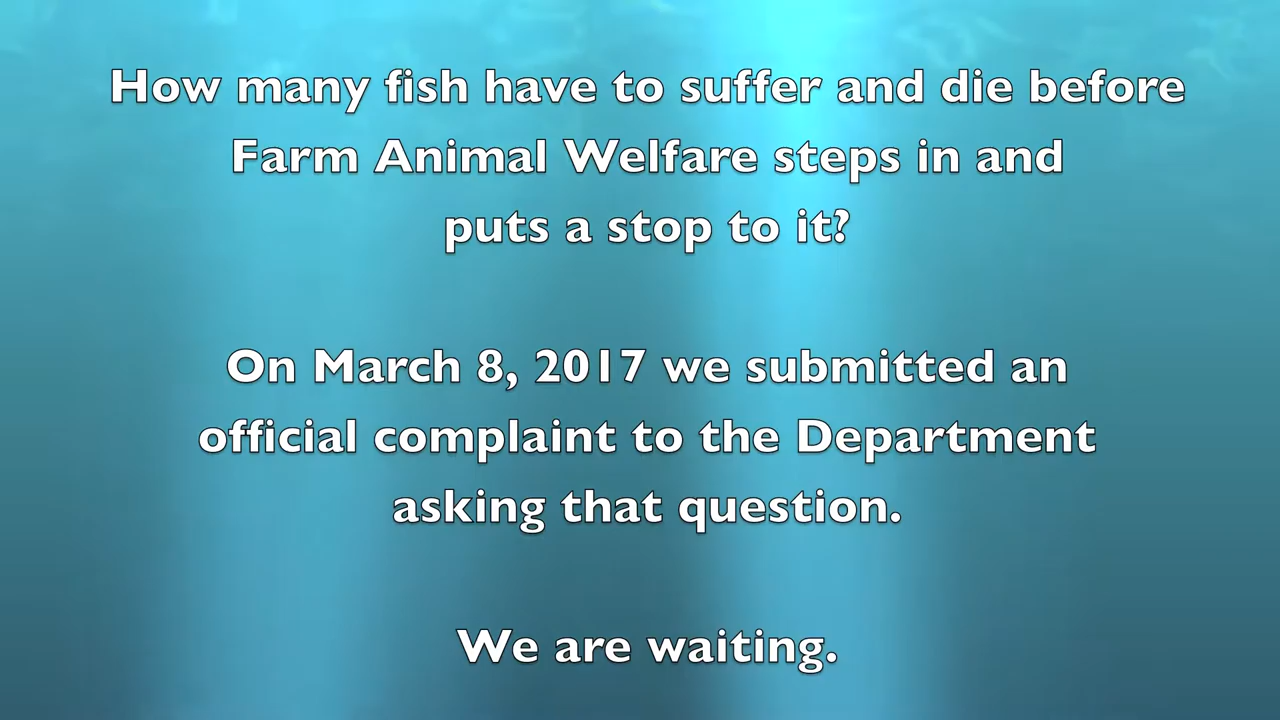 How many fish have to suffer and die before
Farm Animal Welfare steps in and
puts a stop to it?
On March 8, 2017 we submitted an
official complaint to the Department
asking that question.
We are waiting.